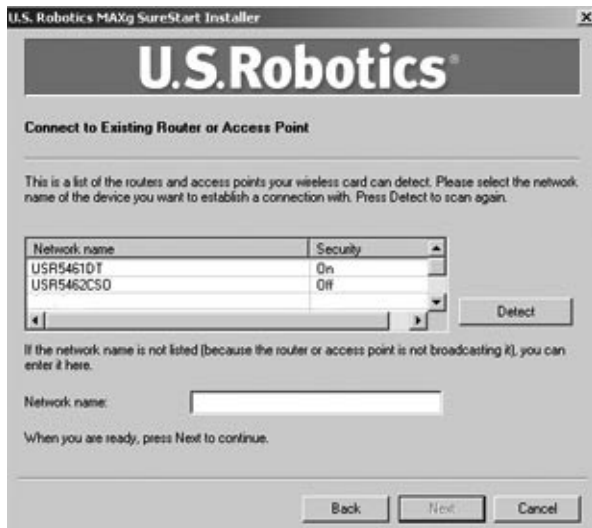 U.S. Robotics MAXg SureStart Installer
U.S.Robotics®
Connect to Existing Router or Access Point
This is a list of the routers and access points your wireless card can detect. Please select the network
name of the device you want to establish a connection with. Press Detect to scan again.
Network name Security
USR5461DT On
USR5462CSO Off
Detect
If the network name is not listed (because the router or access point is not broadcasting it), you can
enter it here.
Network name:
When you are ready, press Next to continue.
Back Next Cancel